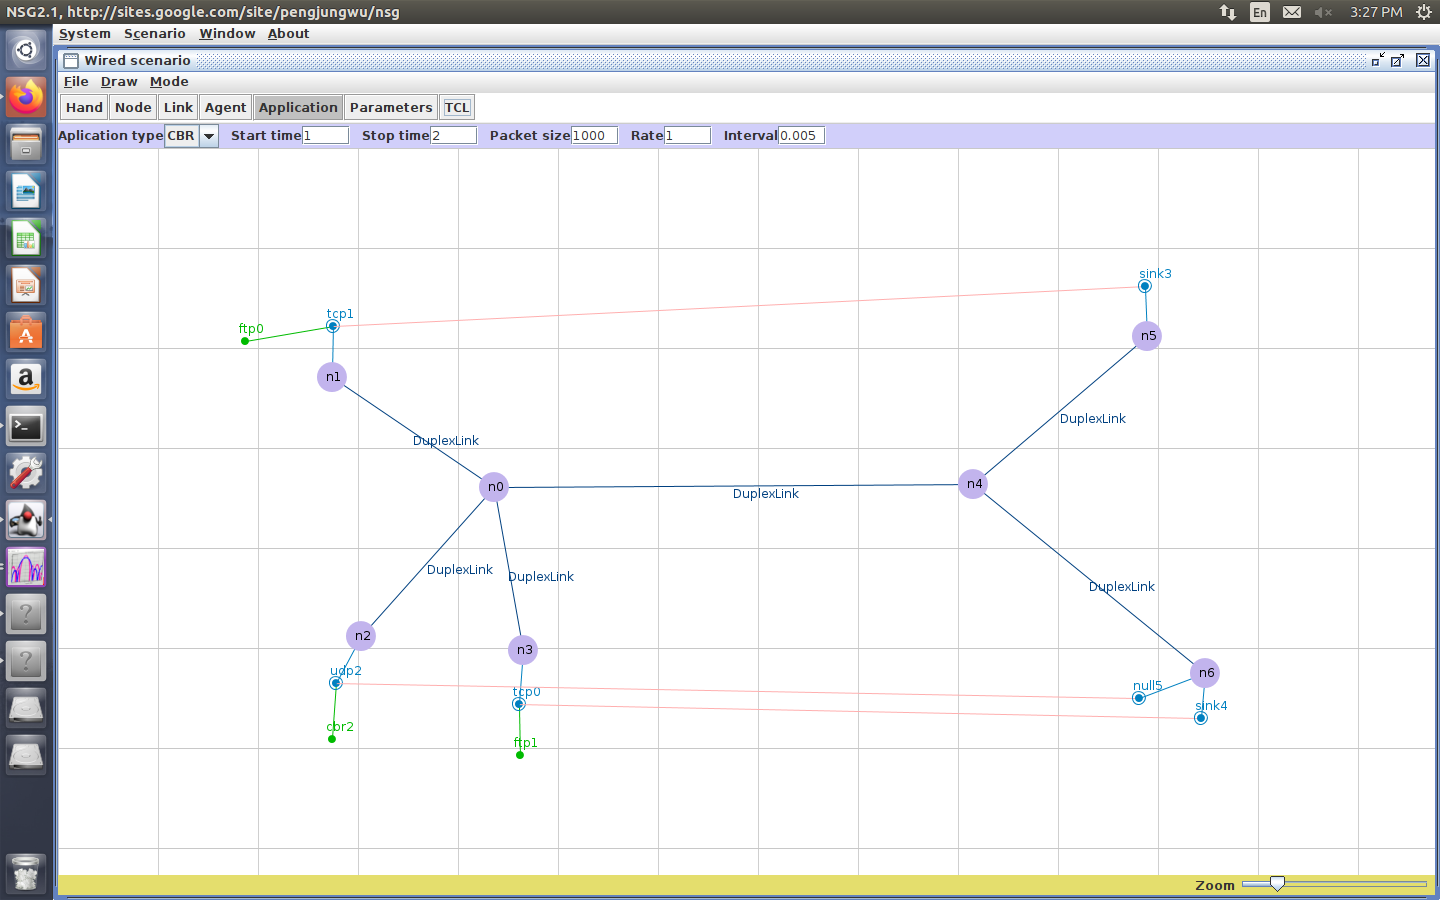 NSG2.1, http://sites.google.com/site/pengjungwu/nsg En 3:27 PM
System Scenario Window About
Wired scenario
File Draw Mode
Hand Node Link Agent Application Parameters TCL
Aplication type CBR Start time 1 Stop time 2 Packet size 1000 Rate 1 Interval 0.005
sink3
tcp1
ftp0
n5
n1
DuplexLink
DuplexLink
n0
n4
DuplexLink
DuplexLink
DuplexLink
DuplexLink
n2
n3
udp2
n6
null5
tcp0
sink4
cbr2
ftp1
Zoom